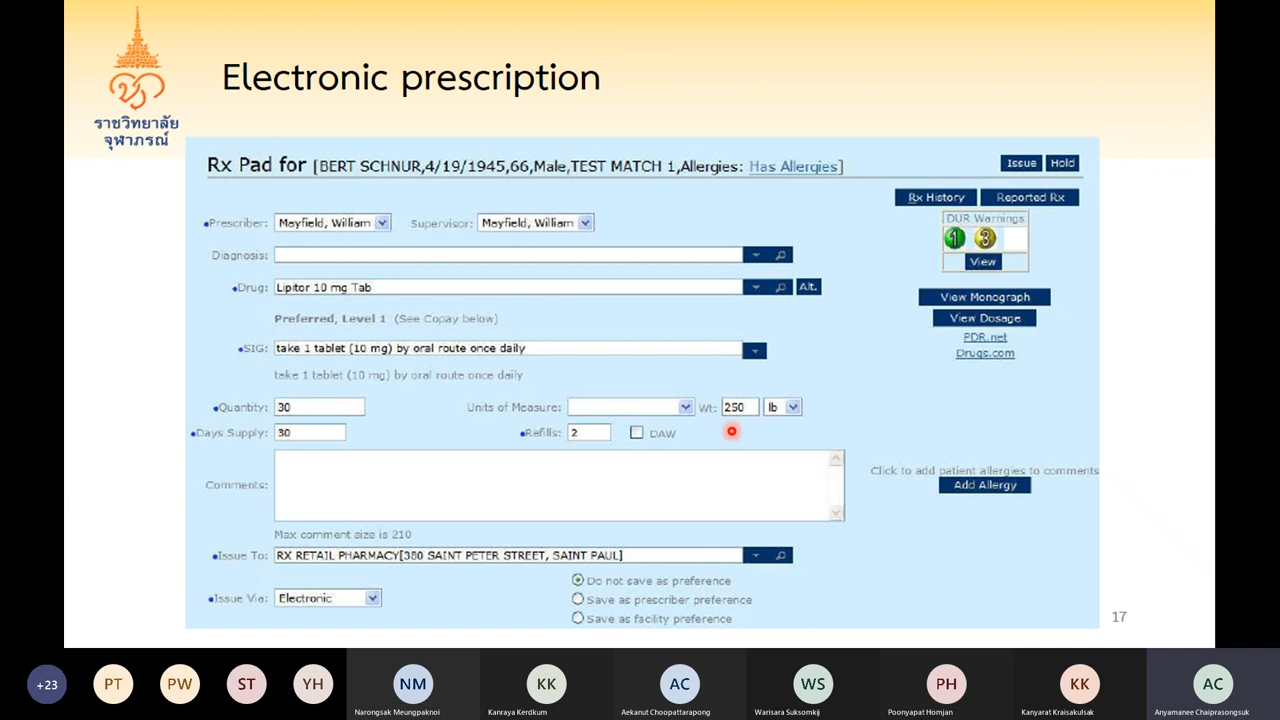 Electronic prescription
ราชวิทยาลัย
จุฬาภรณ์
Rx Pad for [BERT SCHNUR,4/19/1945,66,Male,TEST MATCH 1,Allergies: Has Allergies]
Issue Hold
Rx History Reported Rx
Prescriber: Mayfield, William Supervisor: Mayfield, William
DUR Warnings
1 3
Diagnosis:
View
Drug: Lipitor 10 mg Tab Alt.
View Monograph
Preferred, Level 1 (See Copay below)
View Dosage
PDR.net
SIG: take 1 tablet (10 mg) by oral route once daily
Drugs.com
take 1 tablet (10 mg) by oral route once daily
Quantity: 30 Units of Measure: Wt: 250 lb
Days Supply: 30 Refills: 2 DAW
Click to add patient allergies to comments
Comments:
Add Allergy
Max comment size is 210
Issue To: RX RETAIL PHARMACY[380 SAINT PETER STREET, SAINT PAUL]
Do not save as preference
Issue Via: Electronic
Save as prescriber preference
Save as facility preference
17
+23 PT PW ST YH NM KK AC WS PH KK AC
Narongsak Meungpaknoi Kanraya Kerdkum Aekanut Choopattarapong Warisara Suksomkij Poonyapat Homjan Kanyarat Kraisakulsak Anyamanee Chaiprasongsuk